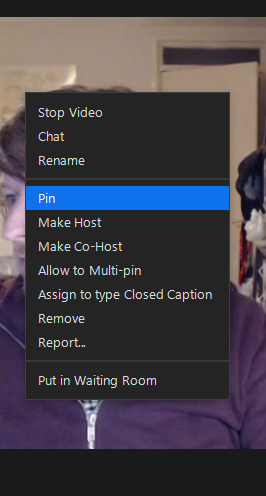 Stop Video
Chat
Rename
Pin
Make Host
Make Co-Host
Allow to Multi-pin
Assign to type Closed Caption
Remove
Report...
Put in Waiting Room